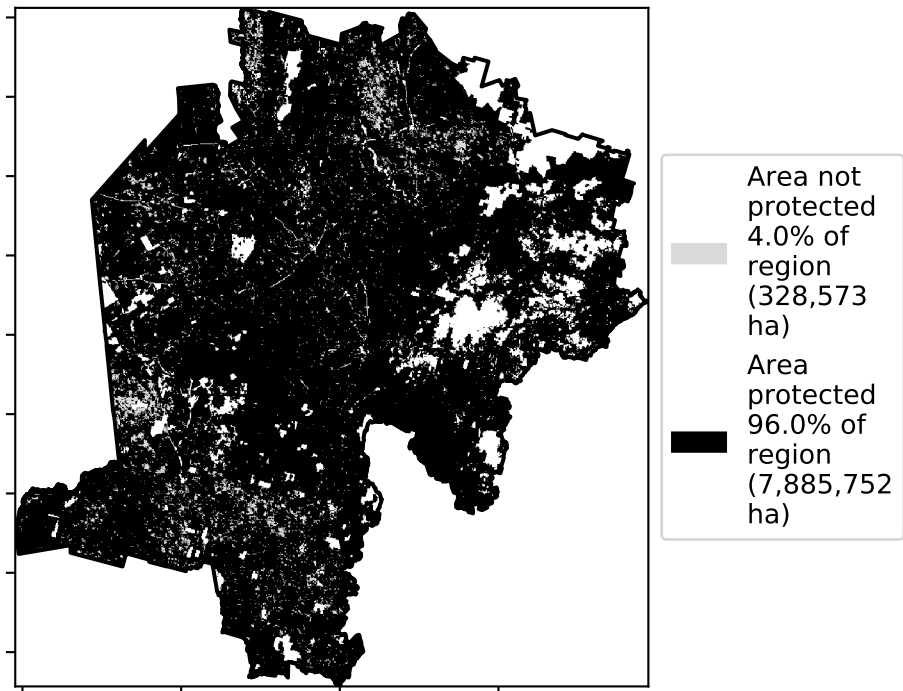 Area not
protected
4.0% of
region
(328,573
ha)
Area
protected
96.0% of
region
(7,885,752
ha)